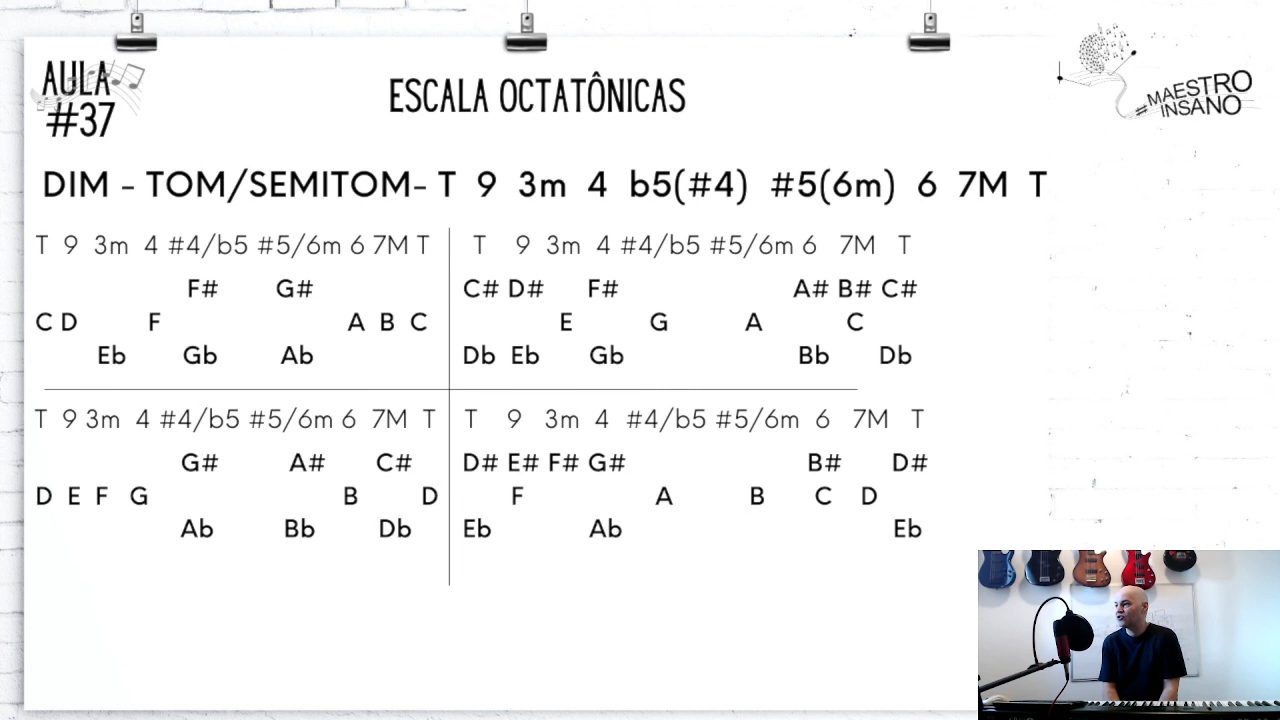 AULA
#37
ESCALA OCTATÔNICAS
#MAESTRO
INSANO
DIM - TOM/SEMITOM- T 9 3m 4 b5(#4) #5(6m) 6 7M T
T 9 3m 4 #4/b5 #5/6m 6 7M T
F# G#
C D F A B C
Eb Gb Ab
T 9 3m 4 #4/b5 #5/6m 6 7M T
C# D# F# A# B# C#
E G A C
Db Eb Gb Bb Db
T 9 3m 4 #4/b5 #5/6m 6 7M T
G# A# C#
D E F G B D
Ab Bb Db
T 9 3m 4 #4/b5 #5/6m 6 7M T
D# E# F# G# B# D#
F A B C D
Eb Ab Eb